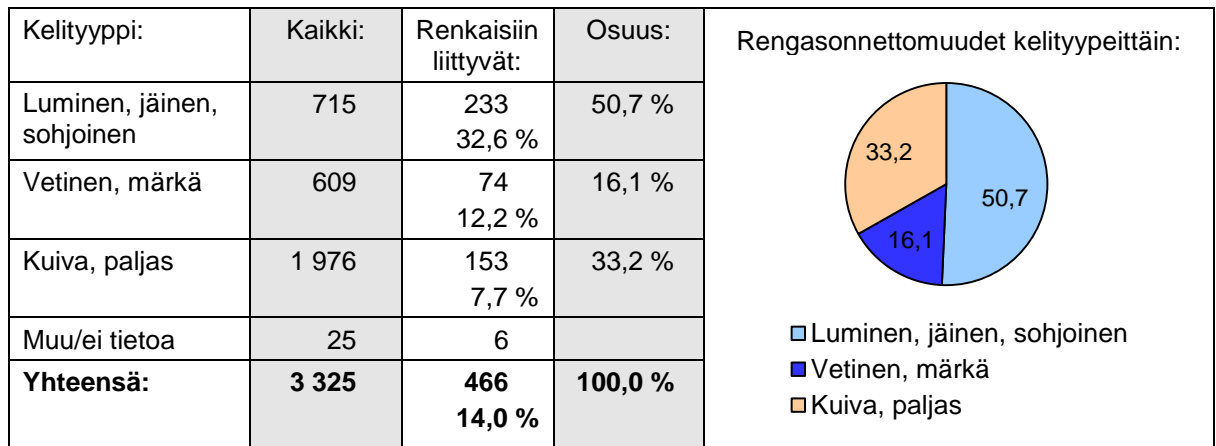 Kelityyppi: Kaikki: Renkaisiin liittyvät: Osuus:
Luminen, jäinen, sohjoinen 715 233 32,6 % 50,7 %
Vetinen, märkä 609 74 12,2 % 16,1 %
Kuiva, paljas 1 976 153 7,7 % 33,2 %
Muu/ei tietoa 25 6
Yhteensä: 3 325 466 14,0 % 100,0 %
Rengasonnettomuudet kelityypeittäin:
33,2
50,7
16,1
Luminen, jäinen, sohjoinen
Vetinen, märkä
Kuiva, paljas